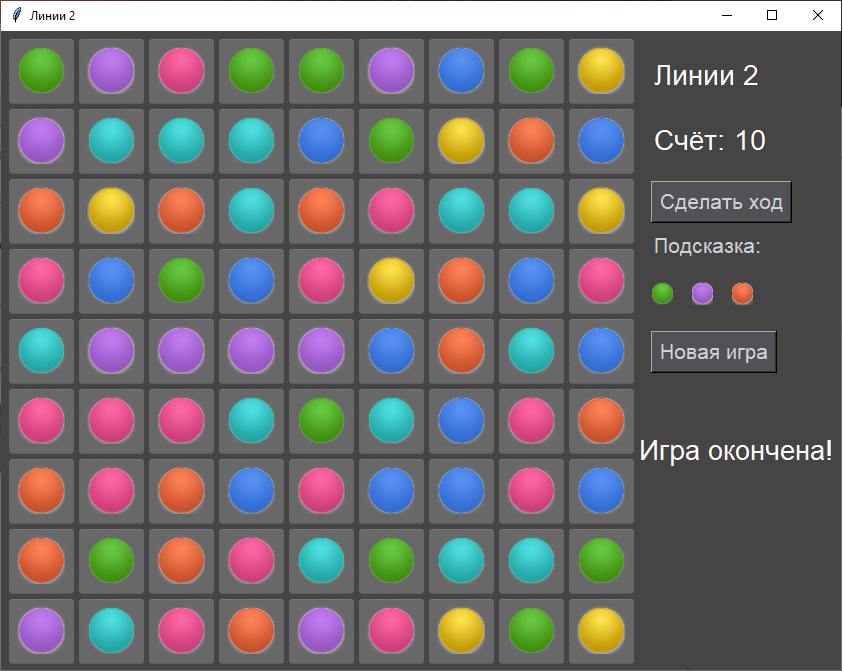 Линии 2
Линии 2
Счёт: 10
Сделать ход
Подсказка:
Новая игра
Игра окончена!